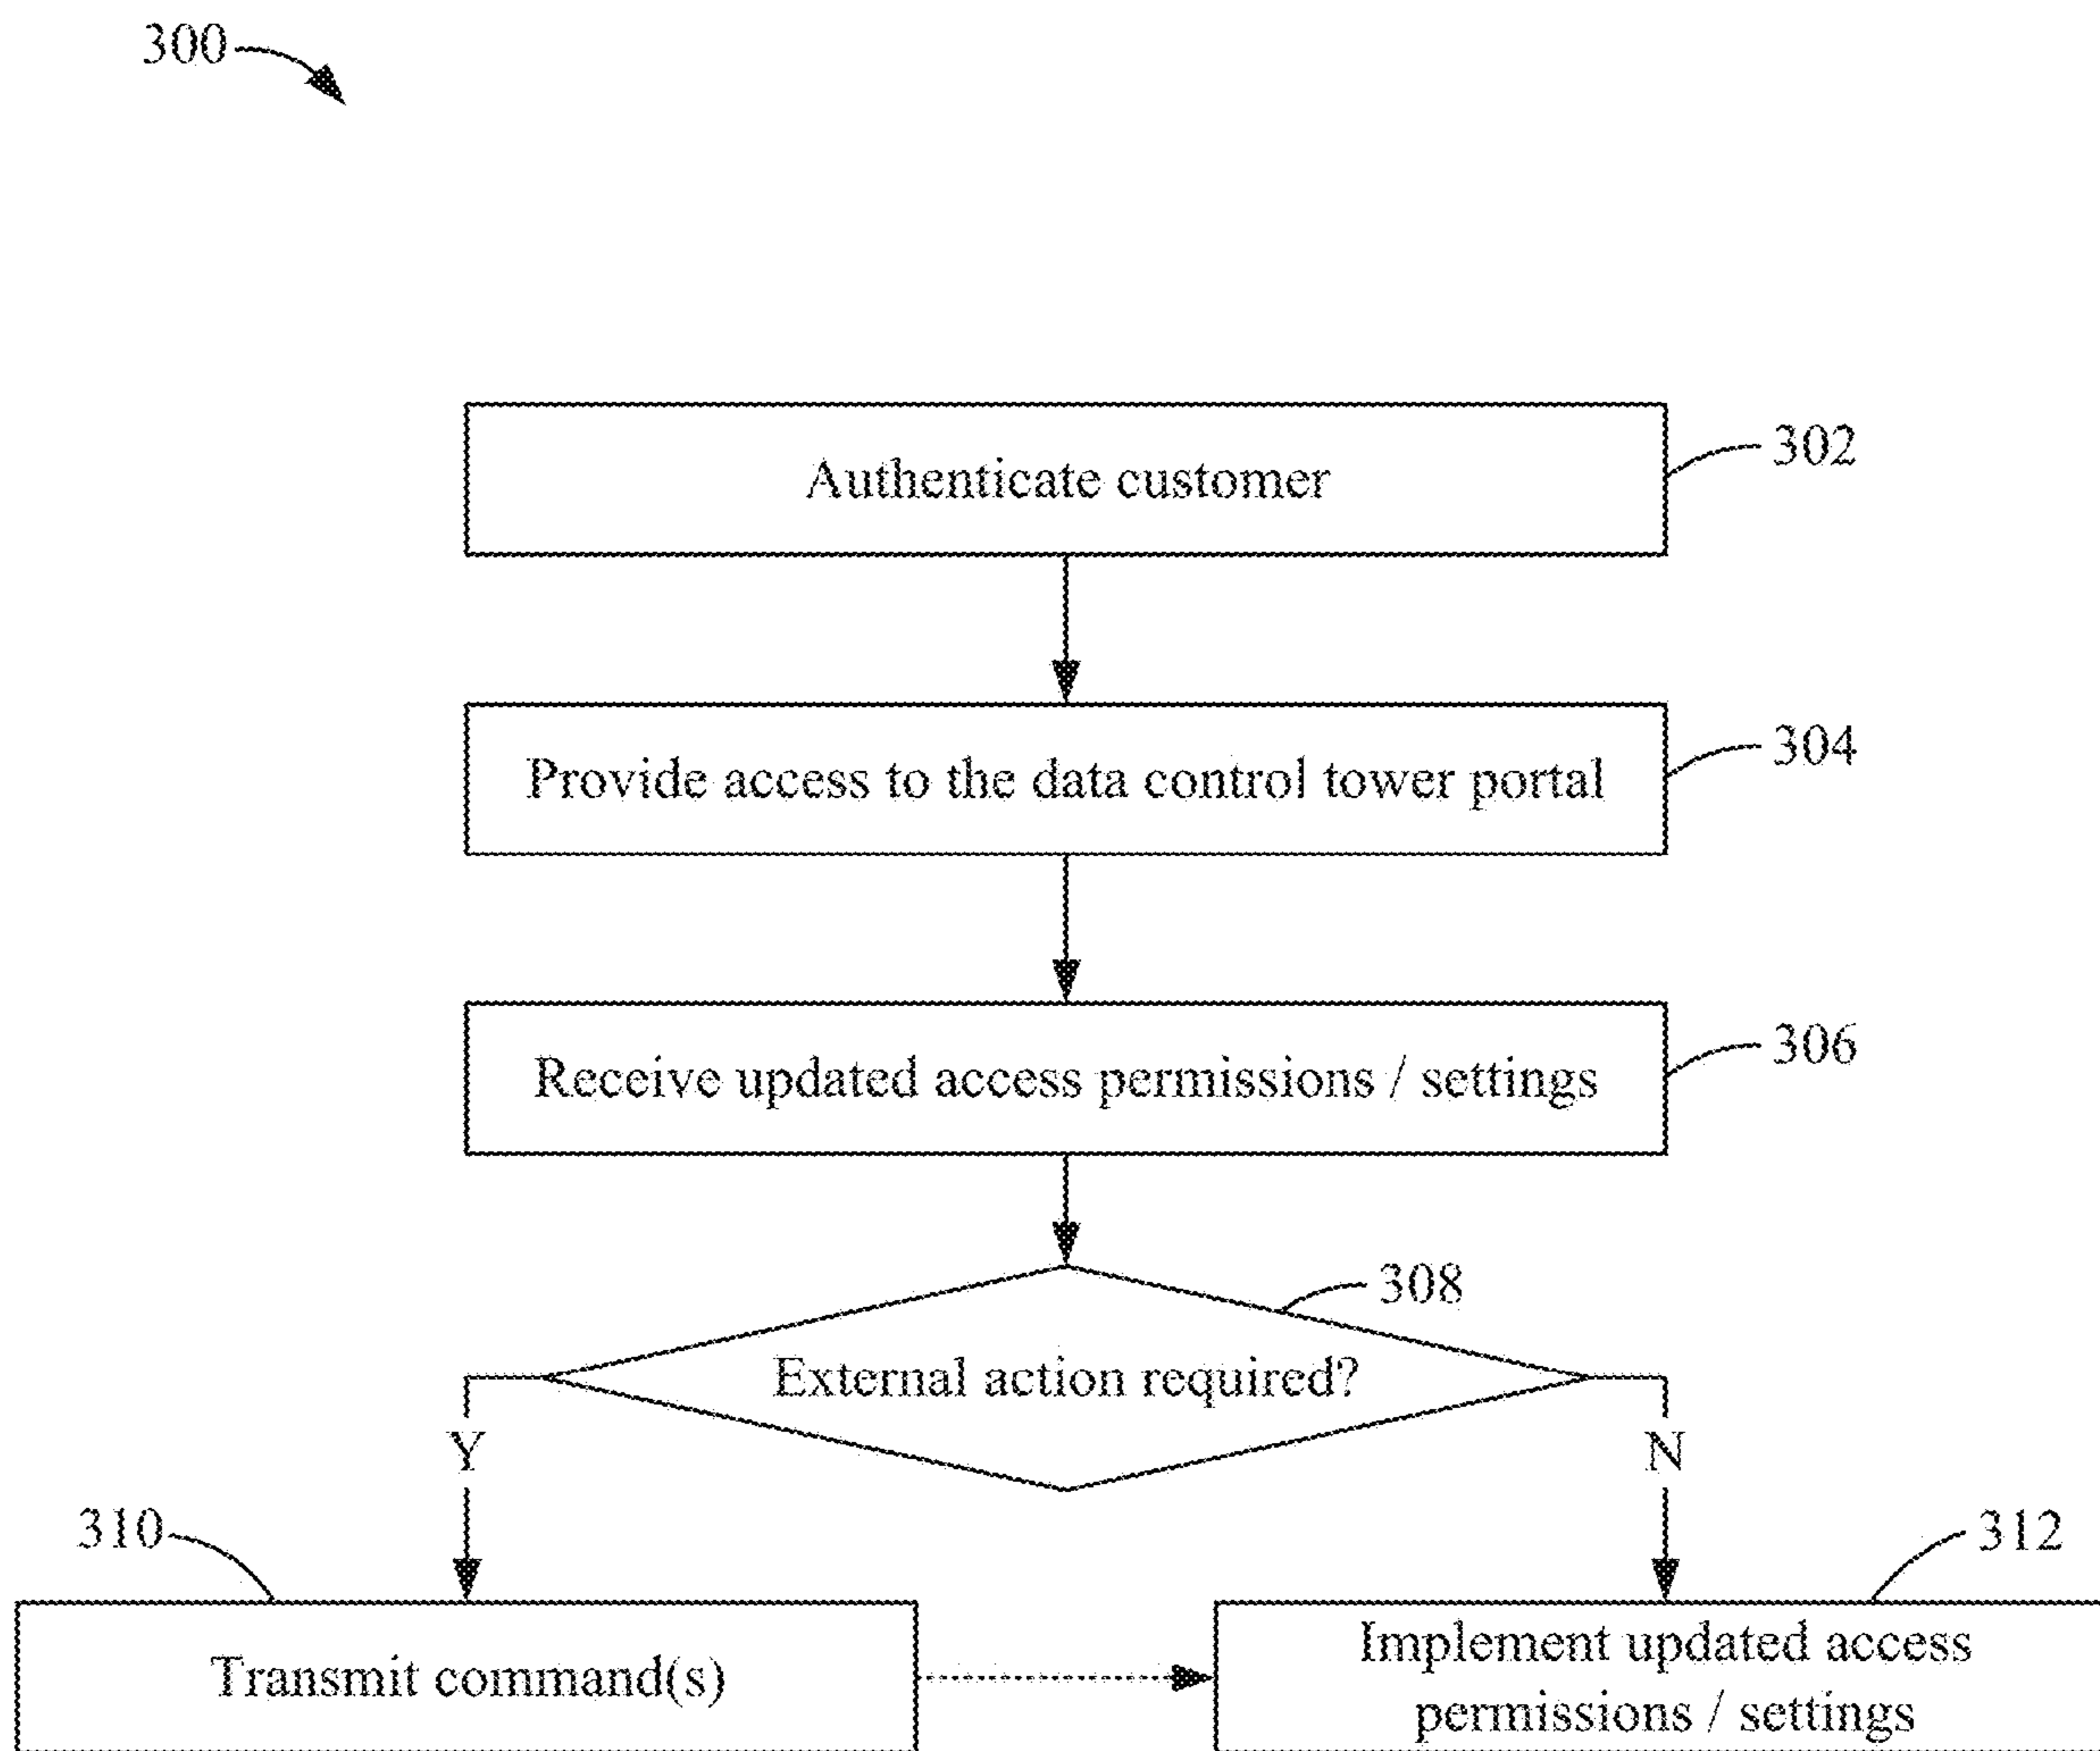 300
Authenticate customer
302
Provide access to the data control tower portal
304
Receive updated access permissions / settings
306
308
External action required?
Y
N
310
312
Transmit command(s)
Implement updated access
permissions / settings